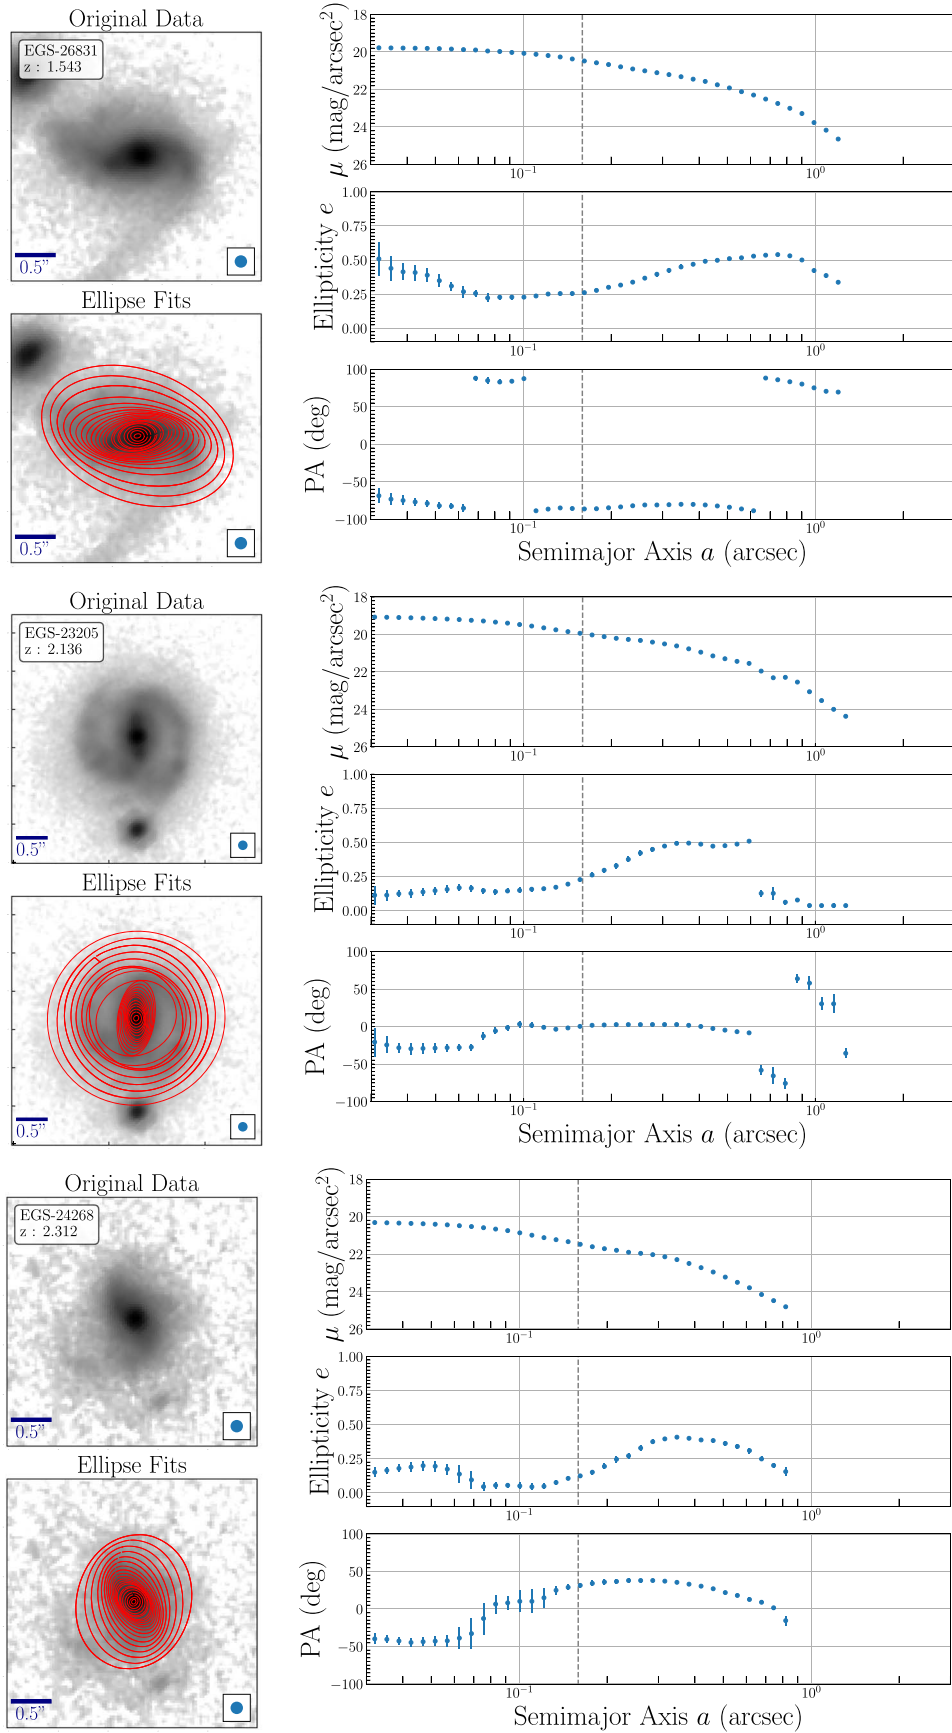 Original Data
EGS-26831
z : 1.543
0.5"
Ellipse Fits
0.5"
μ (mag/arcsec²)
18
20
22
24
26
10⁻¹
10⁰
Ellipticity e
1.00
0.75
0.50
0.25
0.00
10⁻¹
10⁰
PA (deg)
100
50
0
−50
−100
10⁻¹
10⁰
Semimajor Axis a (arcsec)
Original Data
EGS-23205
z : 2.136
0.5"
Ellipse Fits
0.5"
μ (mag/arcsec²)
18
20
22
24
26
10⁻¹
10⁰
Ellipticity e
1.00
0.75
0.50
0.25
0.00
10⁻¹
10⁰
PA (deg)
100
50
0
−50
−100
10⁻¹
10⁰
Semimajor Axis a (arcsec)
Original Data
EGS-24268
z : 2.312
0.5"
Ellipse Fits
0.5"
μ (mag/arcsec²)
18
20
22
24
26
10⁻¹
10⁰
Ellipticity e
1.00
0.75
0.50
0.25
0.00
10⁻¹
10⁰
PA (deg)
100
50
0
−50
−100
10⁻¹
10⁰
Semimajor Axis a (arcsec)